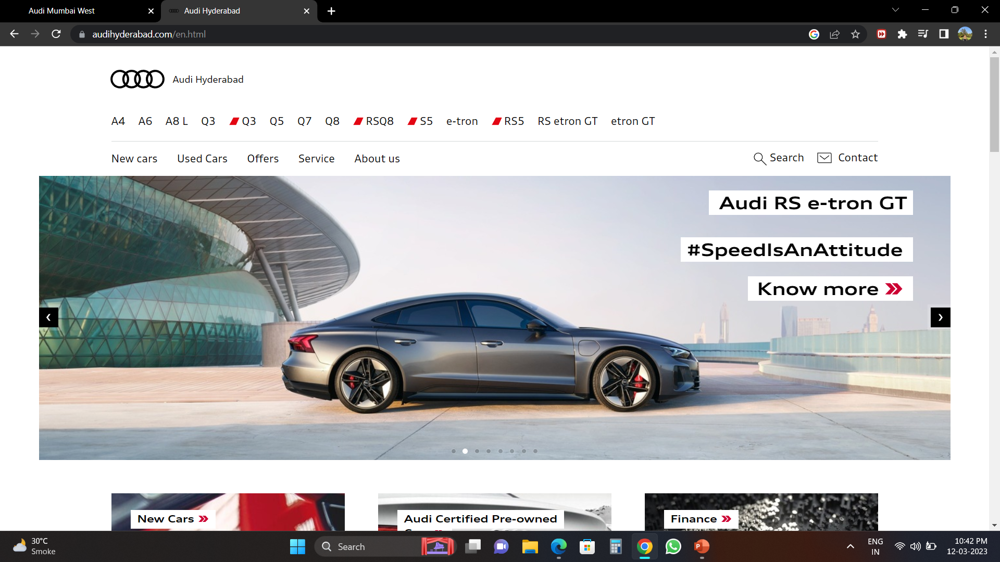 Audi Mumbai West
Audi Hyderabad
audihyderabad.com/en.html
Audi Hyderabad
A4 A6 A8 L Q3 Q3 Q5 Q7 Q8 RSQ8 S5 e-tron RS5 RS etron GT etron GT
New cars Used Cars Offers Service About us Search Contact
Audi RS e-tron GT
#SpeedIsAnAttitude
Know more
New Cars
Audi Certified Pre-owned
Finance
30°C
Smoke
Search
ENG
IN
10:42 PM
12-03-2023